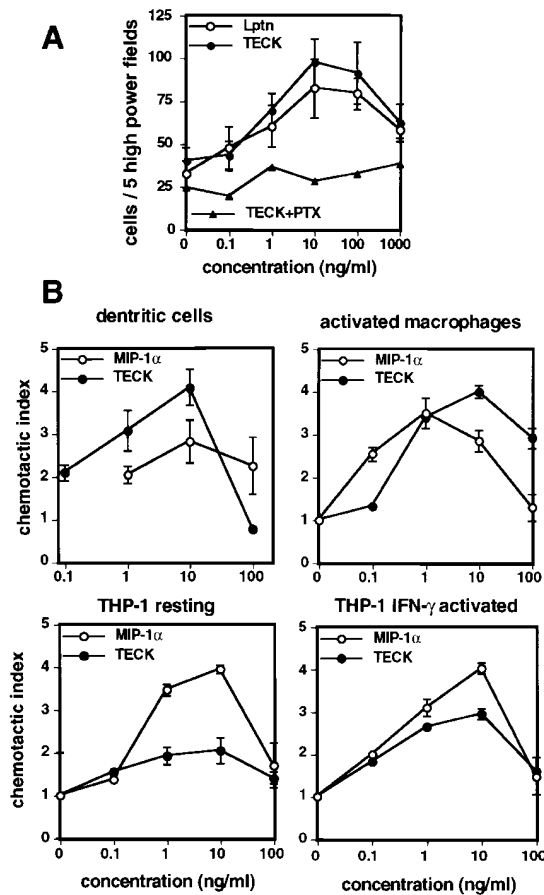 A
Lptn
TECK
125
100
75
50
25
0
cells / 5 high power fields
TECK+PTX
0 0.1 1 10 100 1000
concentration (ng/ml)
B
dentritic cells
MIP-1α
TECK
5
4
3
2
1
0
chemotactic index
0.1 1 10 100
activated macrophages
MIP-1α
TECK
5
4
3
2
1
0
0 0.1 1 10 100
THP-1 resting
MIP-1α
TECK
5
4
3
2
1
0
chemotactic index
0 0.1 1 10 100
concentration (ng/ml)
THP-1 IFN-γ activated
MIP-1α
TECK
5
4
3
2
1
0
0 0.1 1 10 100
concentration (ng/ml)